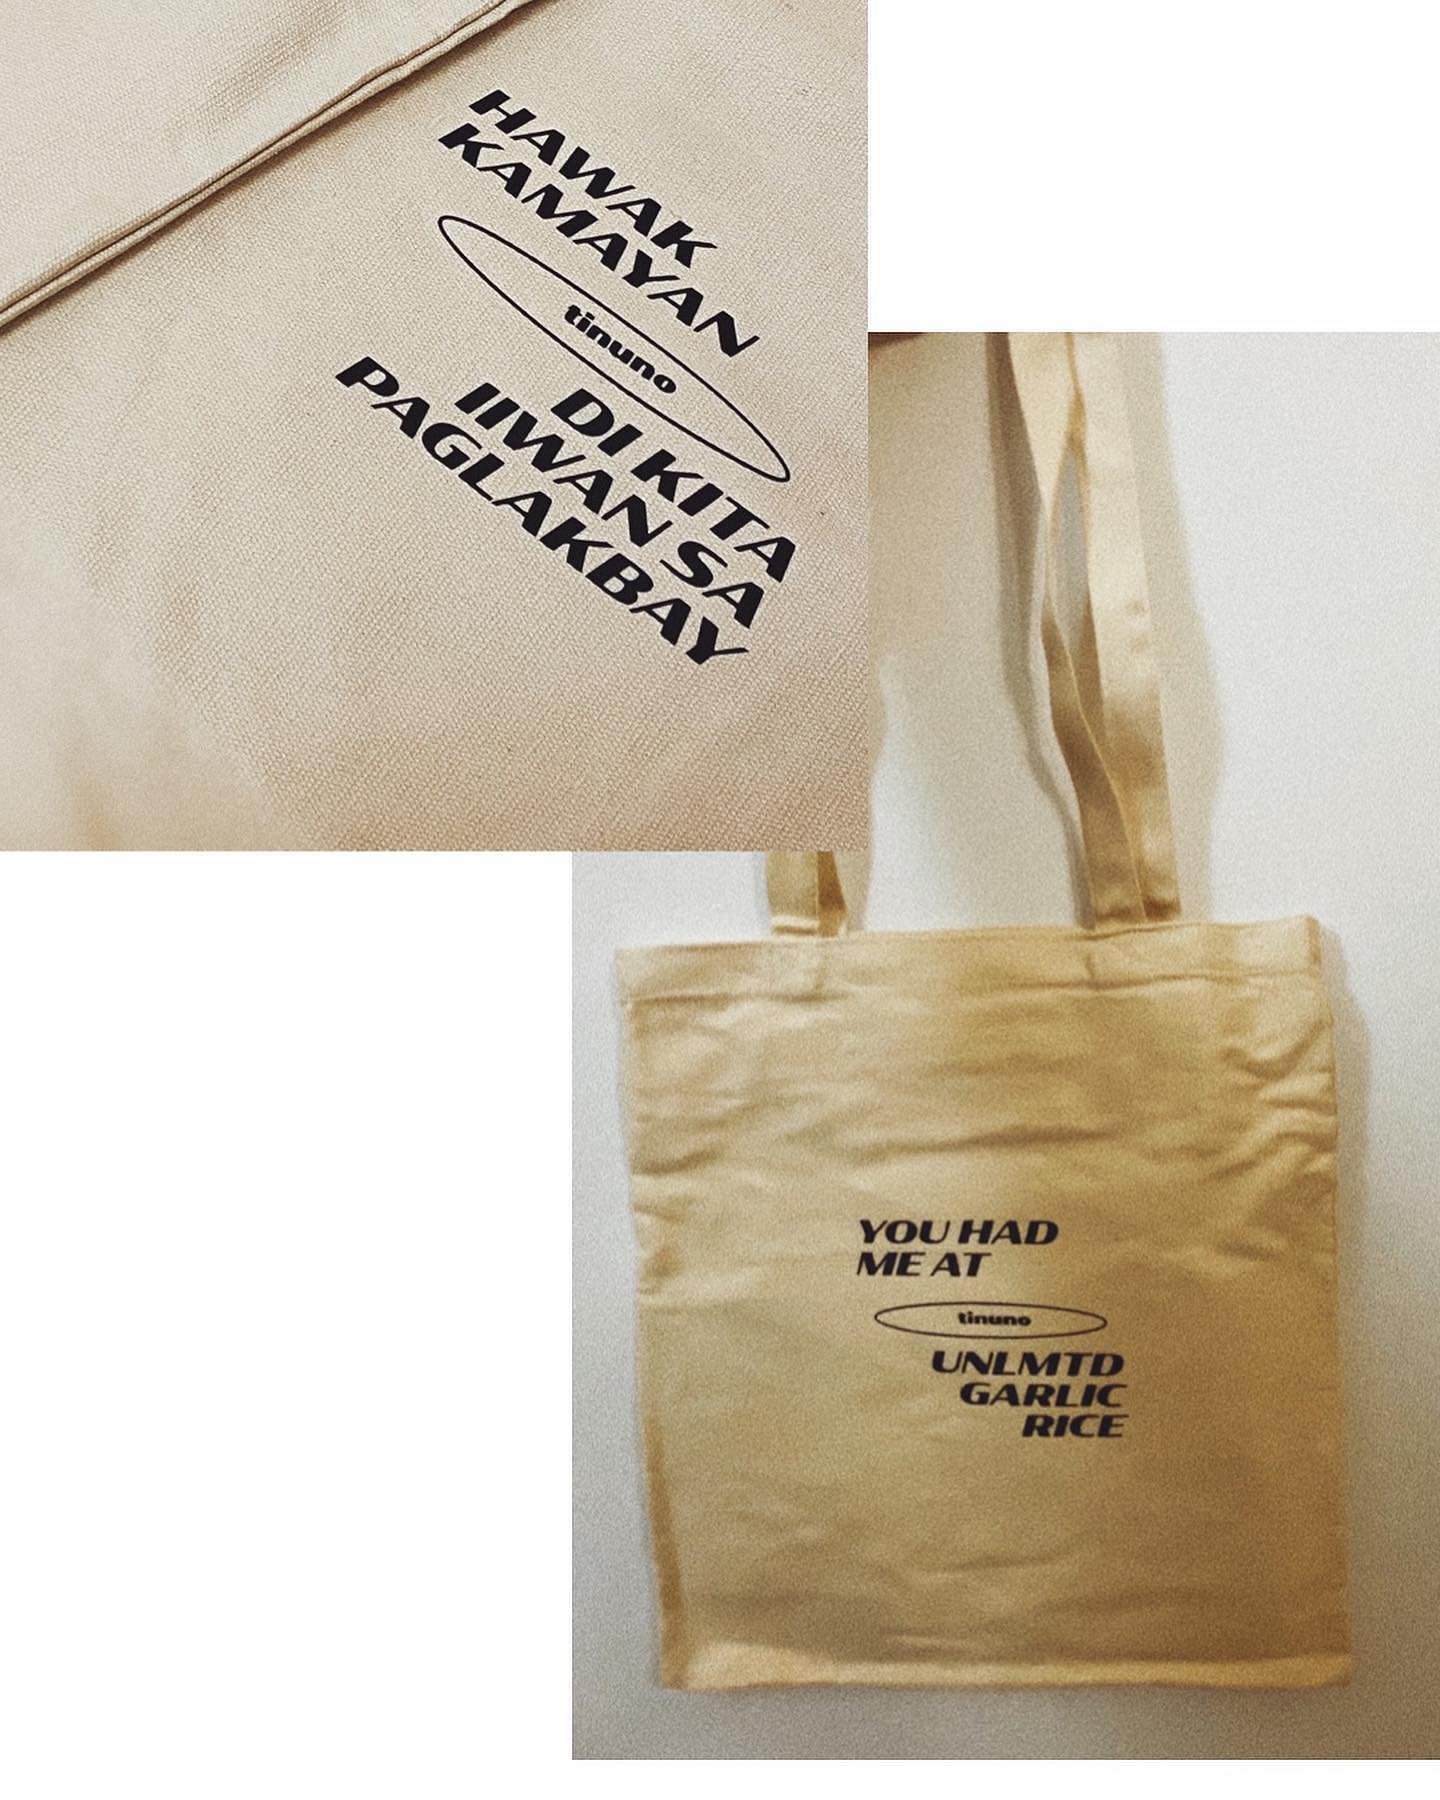 HAWAK
KAMAYAN
tinuno
DI KITA
IIWAN SA
PAGLAKBAY
YOU HAD
ME AT
tinuno
UNLMTD
GARLIC
RICE